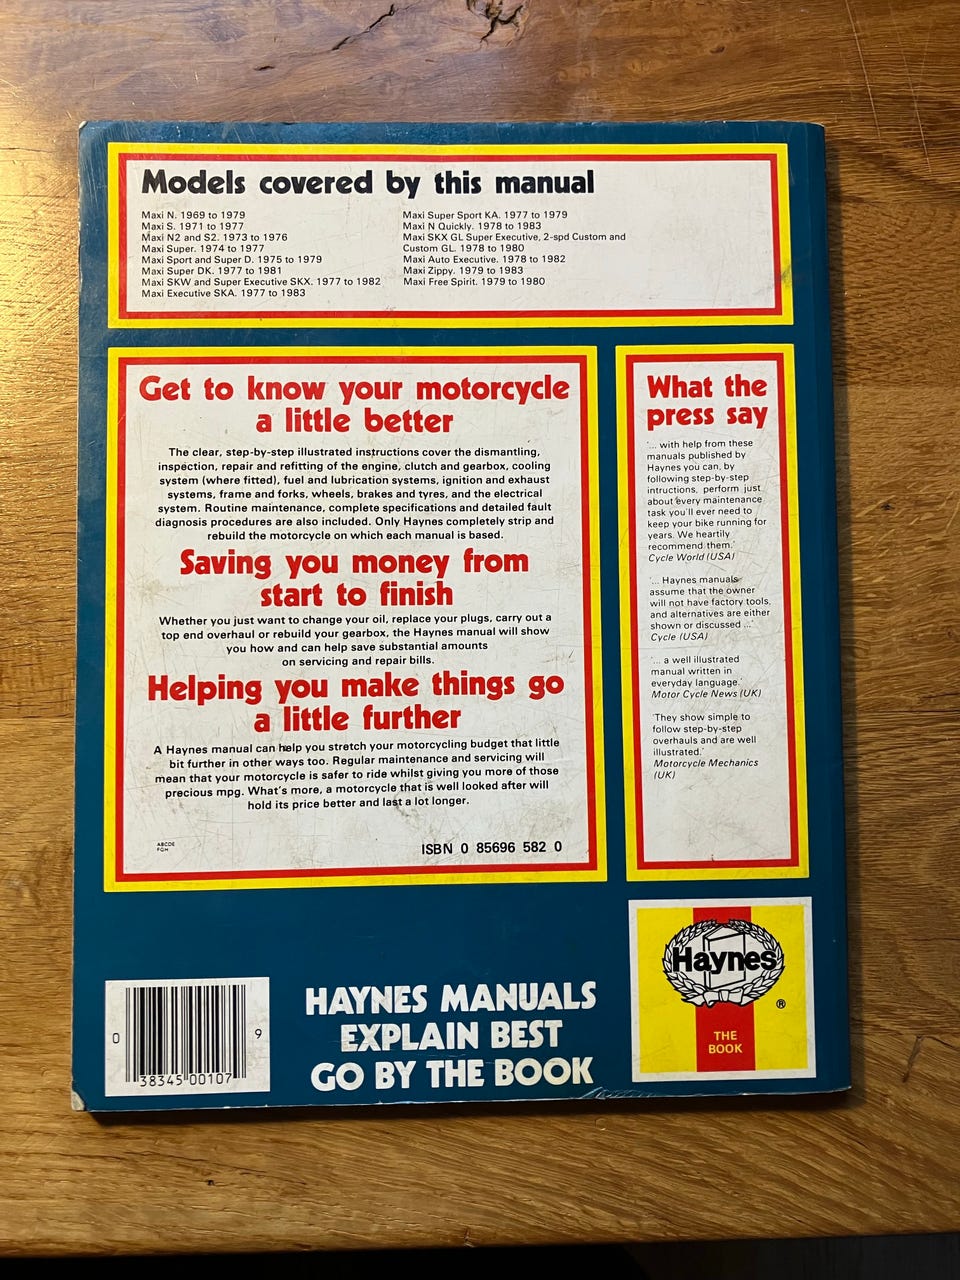 Models covered by this manual
Maxi N. 1969 to 1979
Maxi S. 1971 to 1977
Maxi N2 and S2. 1973 to 1976
Maxi Super. 1974 to 1977
Maxi Sport and Super D. 1975 to 1979
Maxi Super DK. 1977 to 1981
Maxi SKW and Super Executive SKX. 1977 to 1982
Maxi Executive SKA. 1977 to 1983
Maxi Super Sport KA. 1977 to 1979
Maxi N Quickly. 1978 to 1983
Maxi SKX GL Super Executive, 2-spd Custom and
Custom GL. 1978 to 1980
Maxi Auto Executive. 1978 to 1982
Maxi Zippy. 1979 to 1983
Maxi Free Spirit. 1979 to 1980
Get to know your motorcycle
a little better
The clear, step-by-step illustrated instructions cover the dismantling,
inspection, repair and refitting of the engine, clutch and gearbox, cooling
system (where fitted), fuel and lubrication systems, ignition and exhaust
systems, frame and forks, wheels, brakes and tyres, and the electrical
system. Routine maintenance, complete specifications and detailed fault
diagnosis procedures are also included. Only Haynes completely strip and
rebuild the motorcycle on which each manual is based.
Saving you money from
start to finish
Whether you just want to change your oil, replace your plugs, carry out a
top end overhaul or rebuild your gearbox, the Haynes manual will show
you how and can help save substantial amounts
on servicing and repair bills.
Helping you make things go
a little further
A Haynes manual can help you stretch your motorcycling budget that little
bit further in other ways too. Regular maintenance and servicing will
mean that your motorcycle is safer to ride whilst giving you more of those
precious mpg. What's more, a motorcycle that is well looked after will
hold its price better and last a lot longer.
ABCDE
FGH
ISBN 0 85696 582 0
What the
press say
'... with help from these
manuals published by
Haynes you can, by
following step-by-step
intructions, perform just
about every maintenance
task you'll ever need to
keep your bike running for
years. We heartily
recommend them.'
Cycle World (USA)
'... Haynes manuals
assume that the owner
will not have factory tools,
and alternatives are either
shown or discussed ...'
Cycle (USA)
'... a well illustrated
manual written in
everyday language.'
Motor Cycle News (UK)
'They show simple to
follow step-by-step
overhauls and are well
illustrated.'
Motorcycle Mechanics
(UK)
0 38345 00107 9
HAYNES MANUALS
EXPLAIN BEST
GO BY THE BOOK
Haynes
®
THE
BOOK